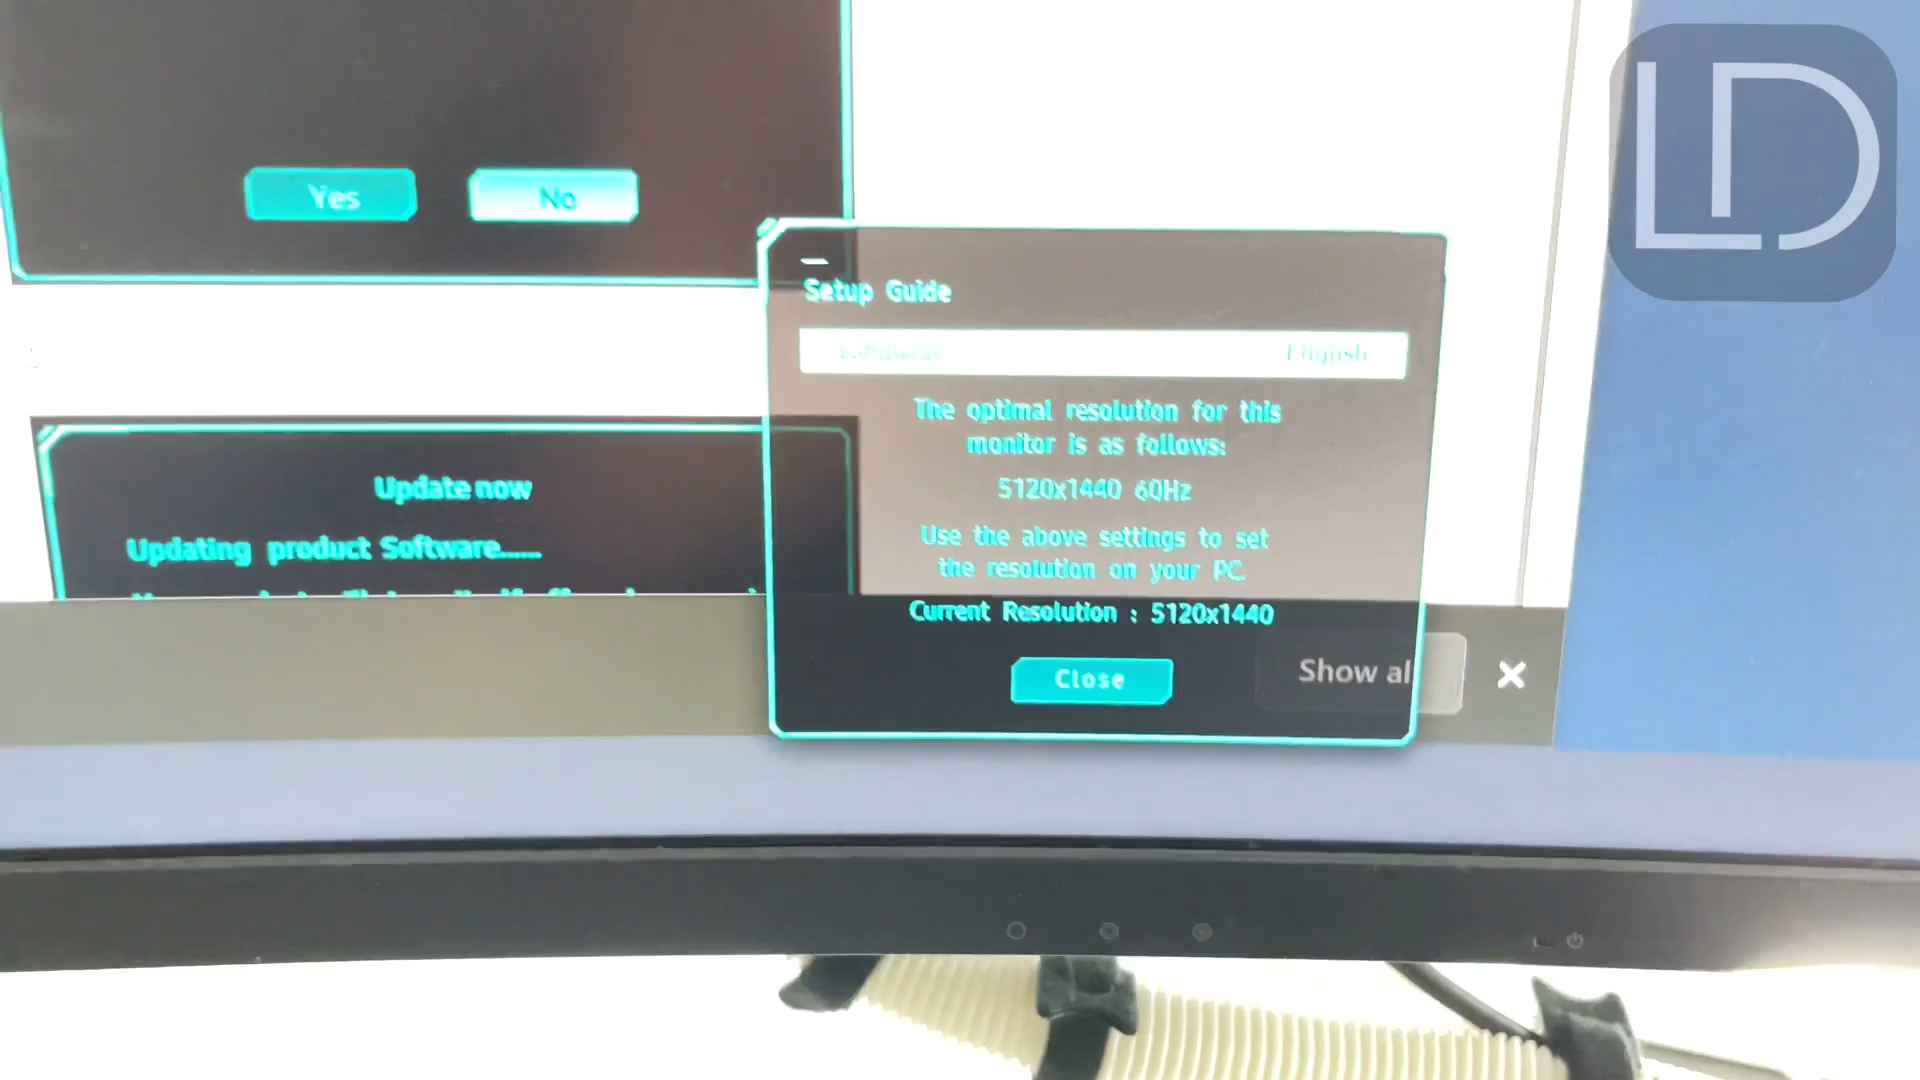 Yes
No
Setup Guide
Language English
The optimal resolution for this
monitor is as follows:
5120x1440 60Hz
Use the above settings to set
the resolution on your PC.
Current Resolution : 5120x1440
Close
Update now
Updating product Software......
Show al
LD